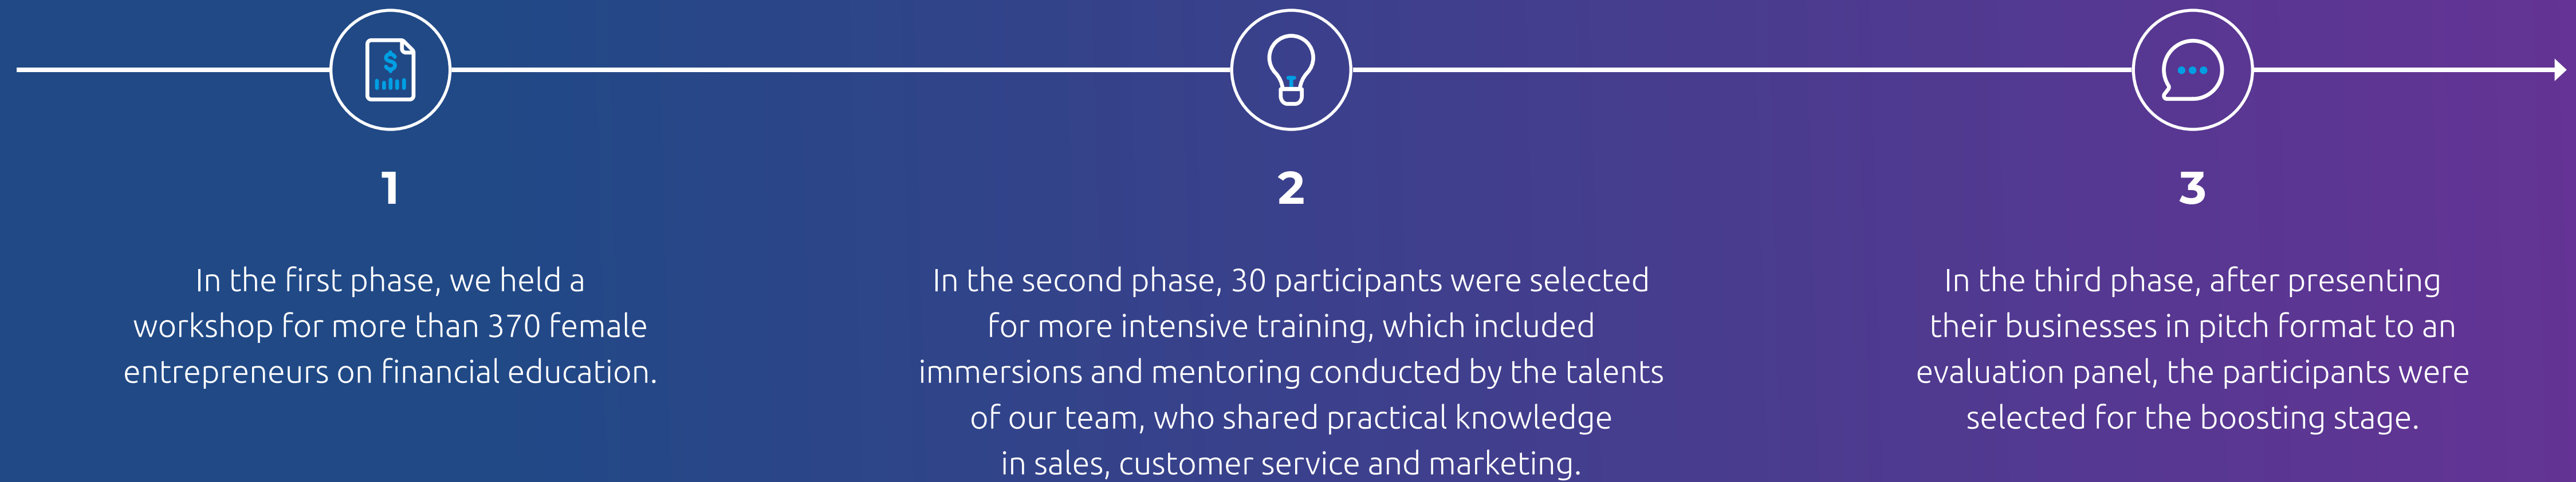 $
1
In the first phase, we held a
workshop for more than 370 female
entrepreneurs on financial education.
2
In the second phase, 30 participants were selected
for more intensive training, which included
immersions and mentoring conducted by the talents
of our team, who shared practical knowledge
in sales, customer service and marketing.
3
In the third phase, after presenting
their businesses in pitch format to an
evaluation panel, the participants were
selected for the boosting stage.